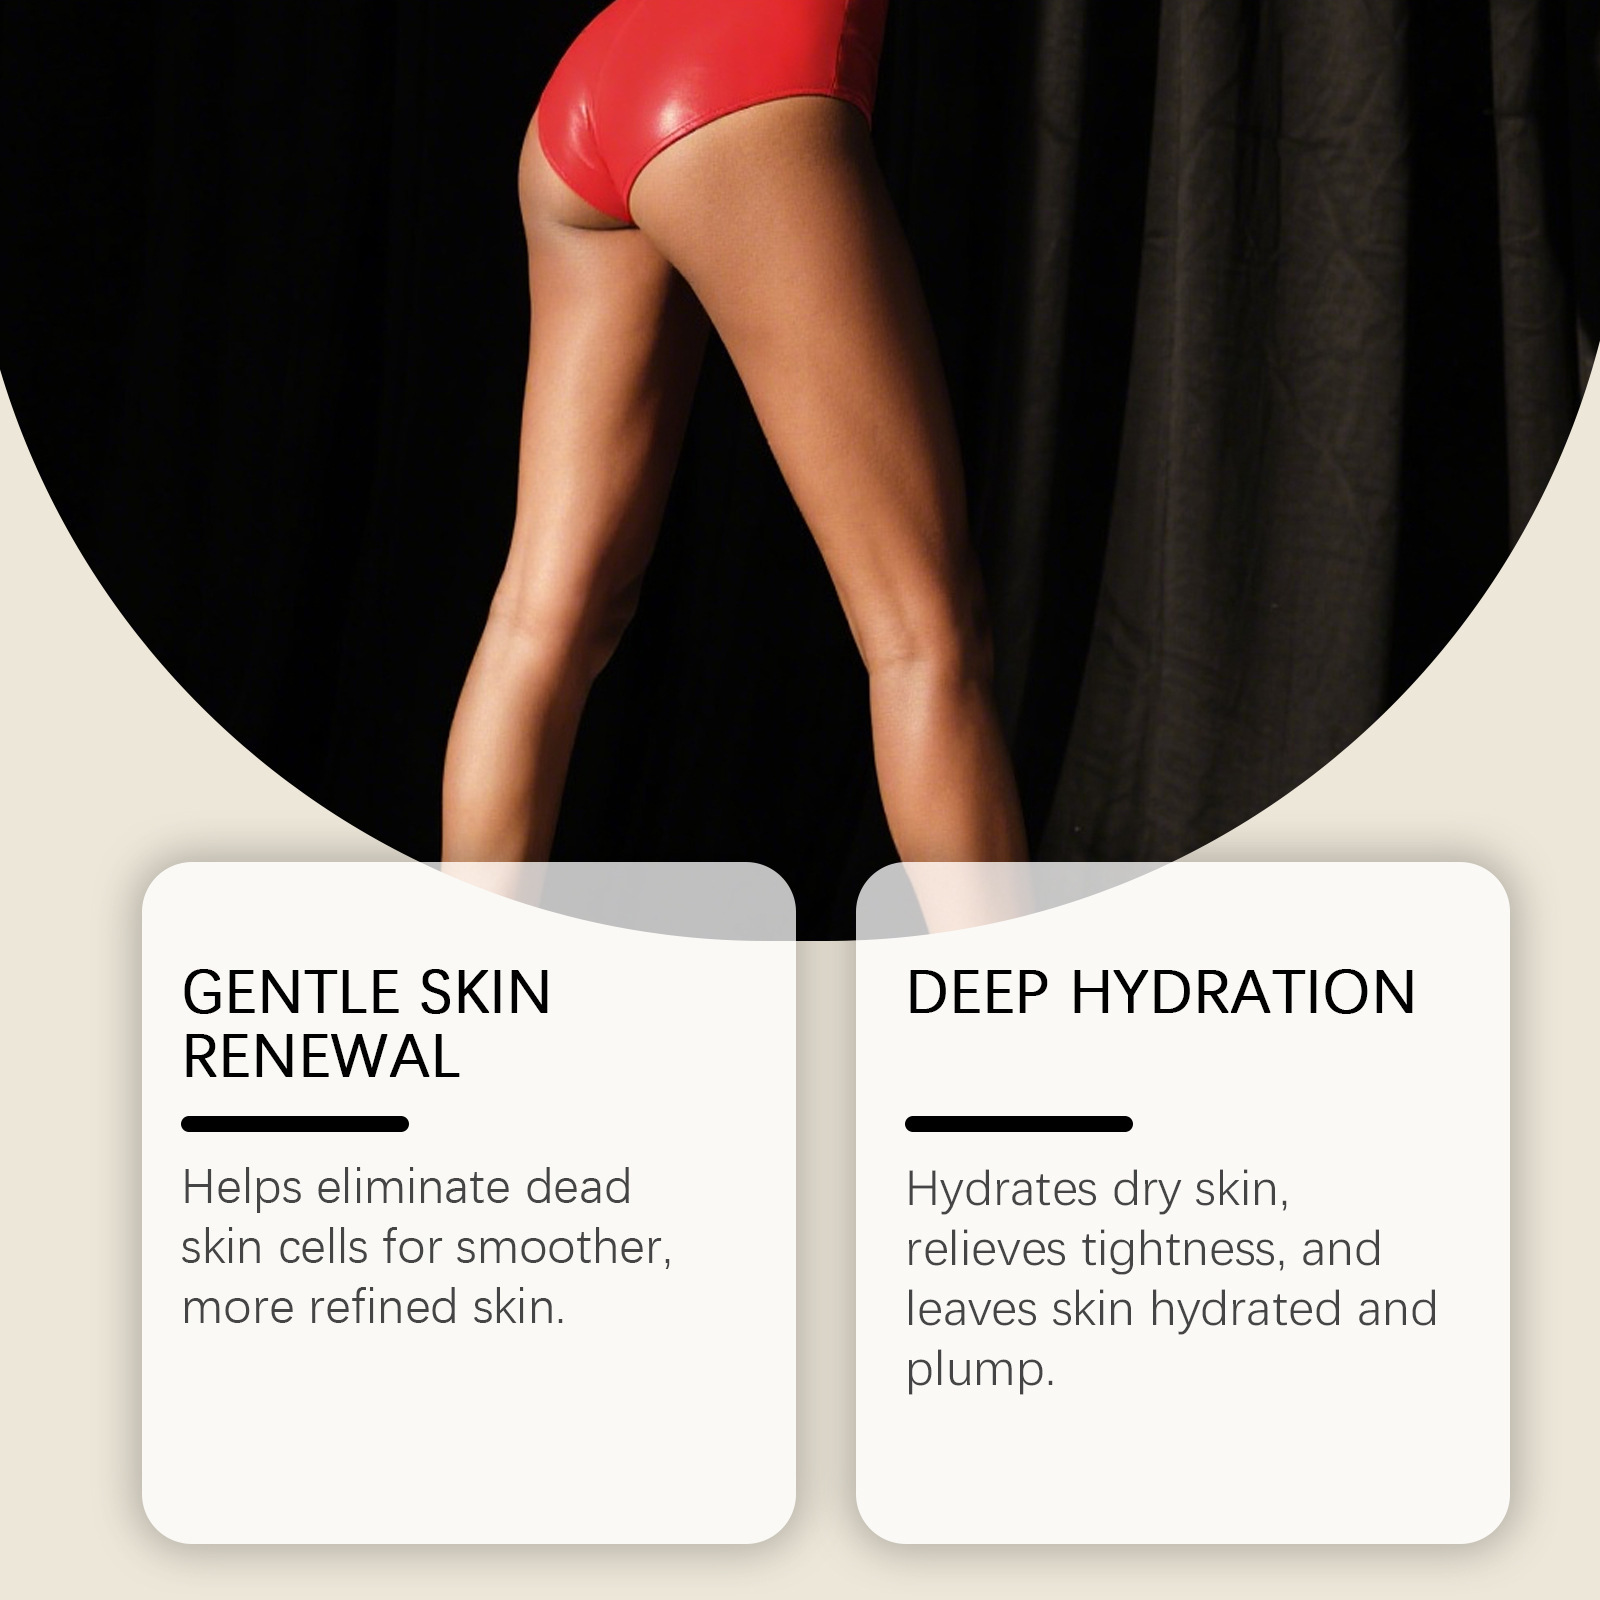 GENTLE SKIN
RENEWAL
Helps eliminate dead
skin cells for smoother,
more refined skin.
DEEP HYDRATION
Hydrates dry skin,
relieves tightness, and
leaves skin hydrated and
plump.